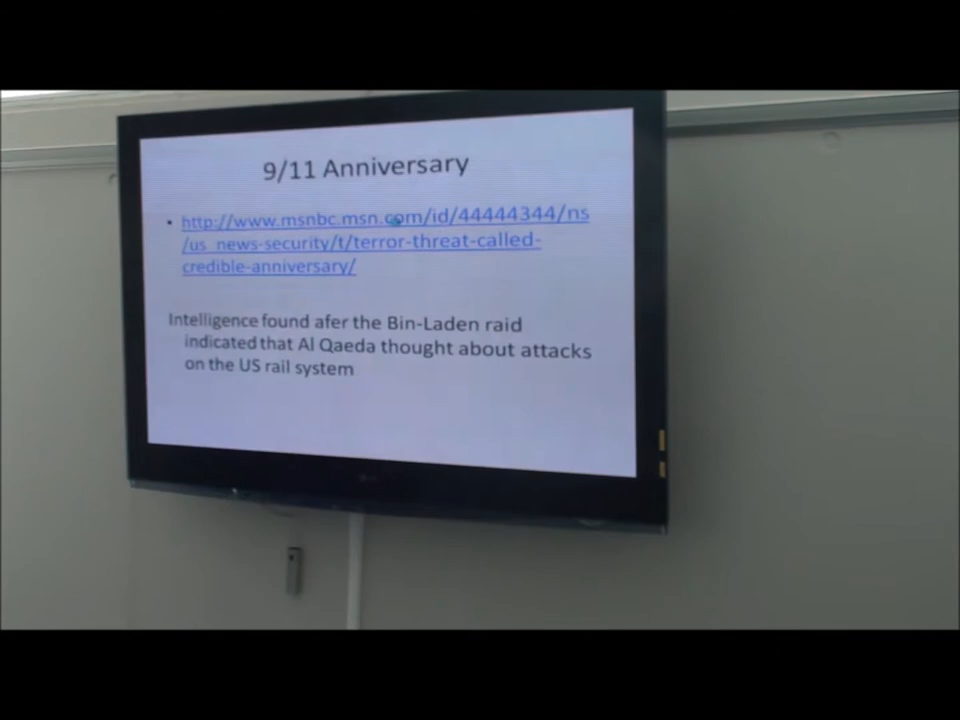 9/11 Anniversary
• http://www.msnbc.msn.com/id/44444344/ns
/us_news-security/t/terror-threat-called-
credible-anniversary/
Intelligence found afer the Bin-Laden raid
indicated that Al Qaeda thought about attacks
on the US rail system
LG